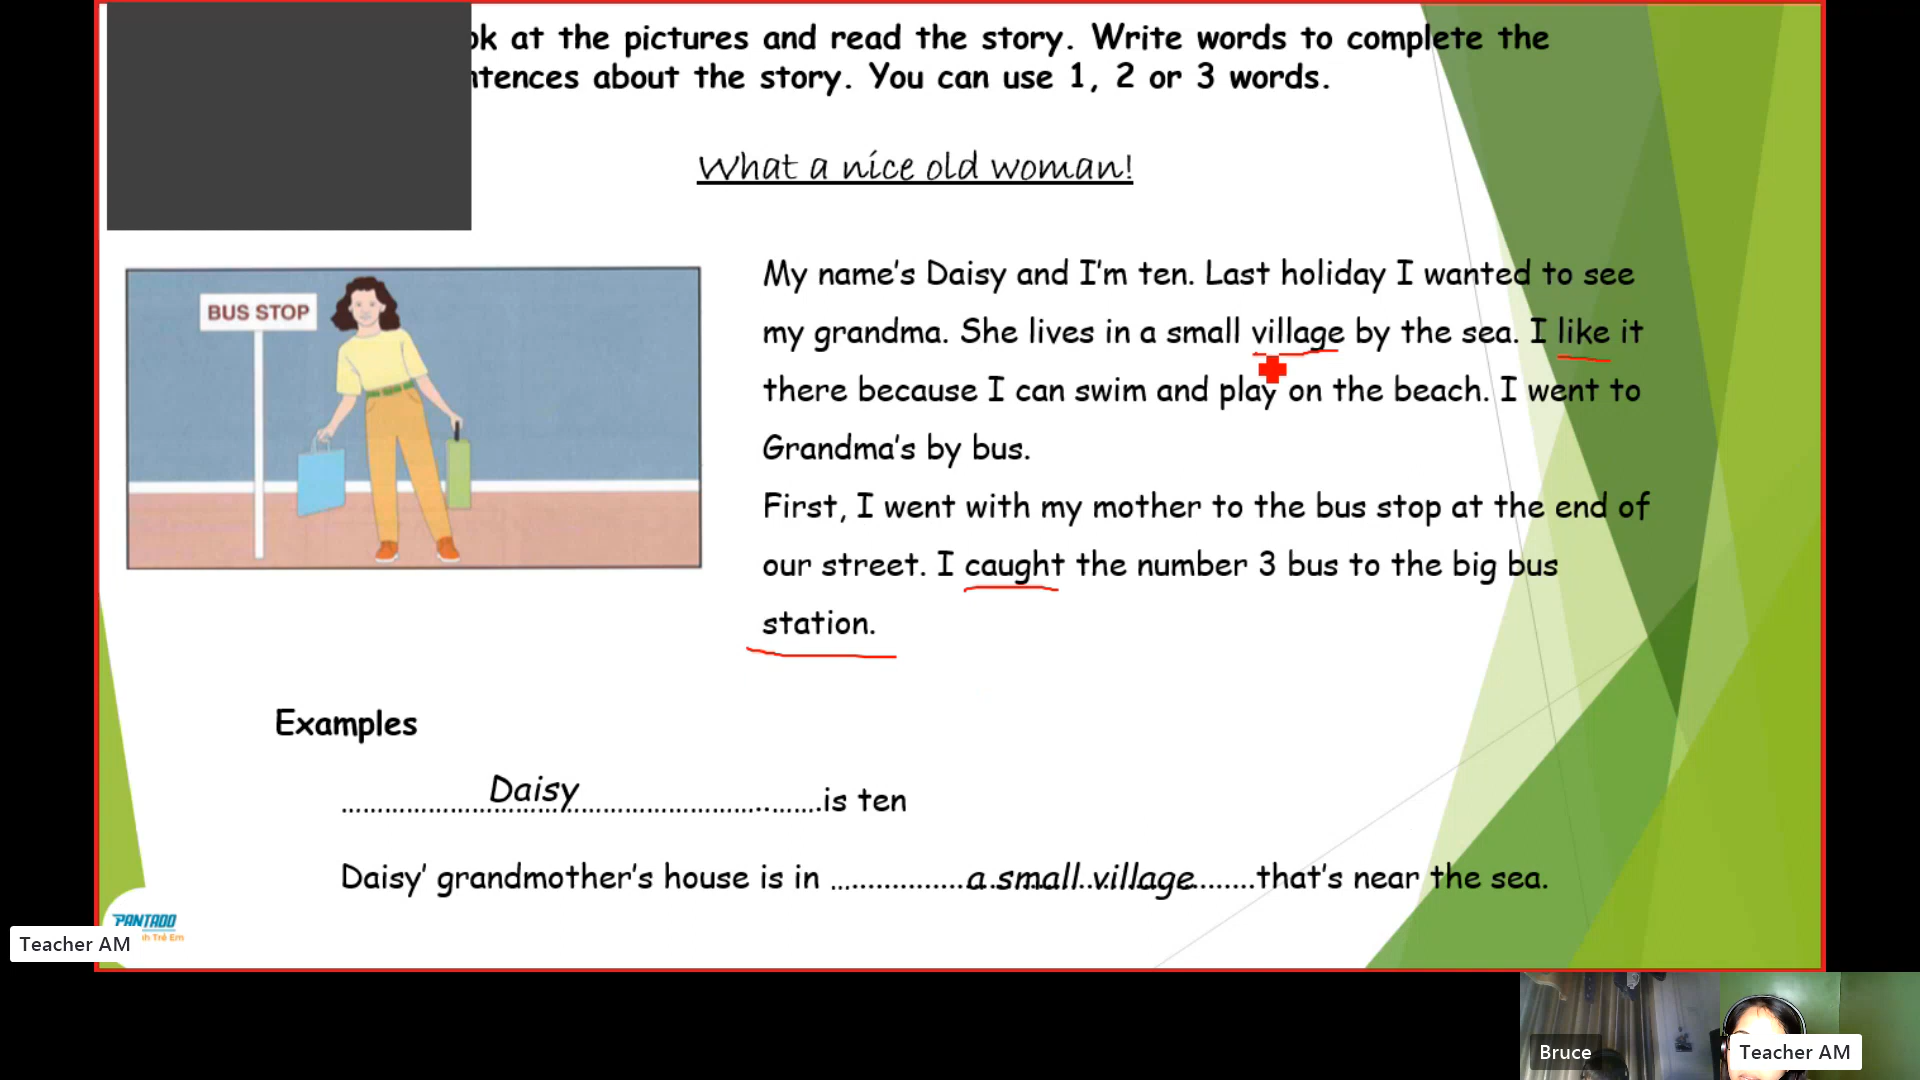 ok at the pictures and read the story. Write words to complete the
ntences about the story. You can use 1, 2 or 3 words.
What a nice old woman!
BUS STOP
My name's Daisy and I'm ten. Last holiday I wanted to see
my grandma. She lives in a small village by the sea. I like it
there because I can swim and play on the beach. I went to
Grandma's by bus.
First, I went with my mother to the bus stop at the end of
our street. I caught the number 3 bus to the big bus
station.
Examples
........Daisy........is ten
Daisy' grandmother's house is in ........a small village........that's near the sea.
PANTADO
nh Trẻ Em
Teacher AM
Bruce
Teacher AM